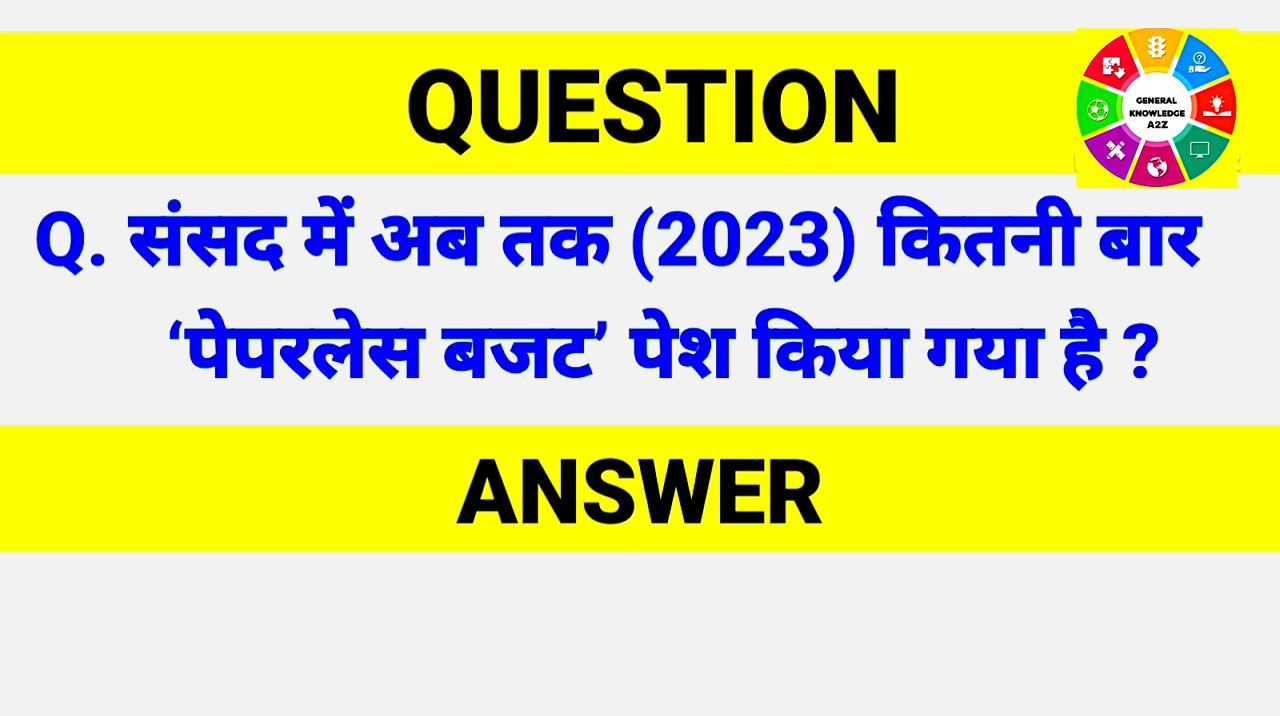 QUESTION
GENERAL
KNOWLEDGE
A2Z
Q. संसद में अब तक (2023) कितनी बार
‘पेपरलेस बजट’ पेश किया गया है ?
ANSWER